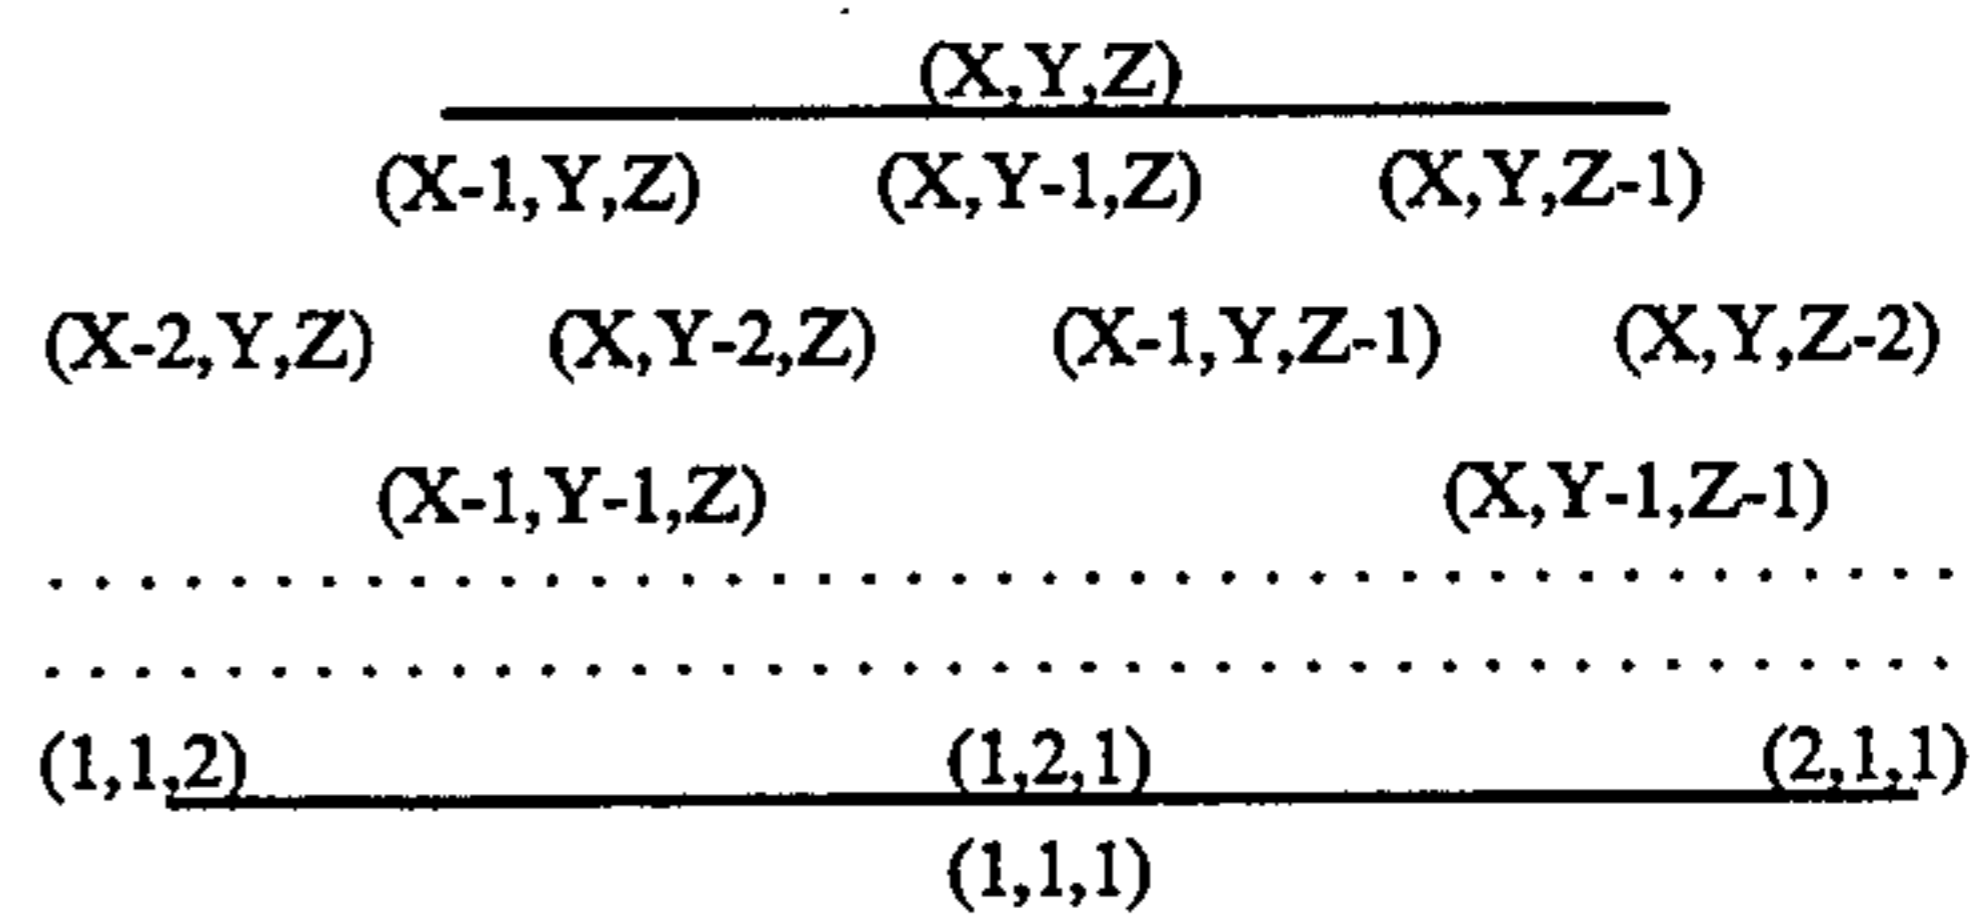 (X,Y,Z)
(X-1,Y,Z) (X,Y-1,Z) (X,Y,Z-1)
(X-2,Y,Z) (X,Y-2,Z) (X-1,Y,Z-1) (X,Y,Z-2)
(X-1,Y-1,Z) (X,Y-1,Z-1)
(1,1,2) (1,2,1) (2,1,1)
(1,1,1)